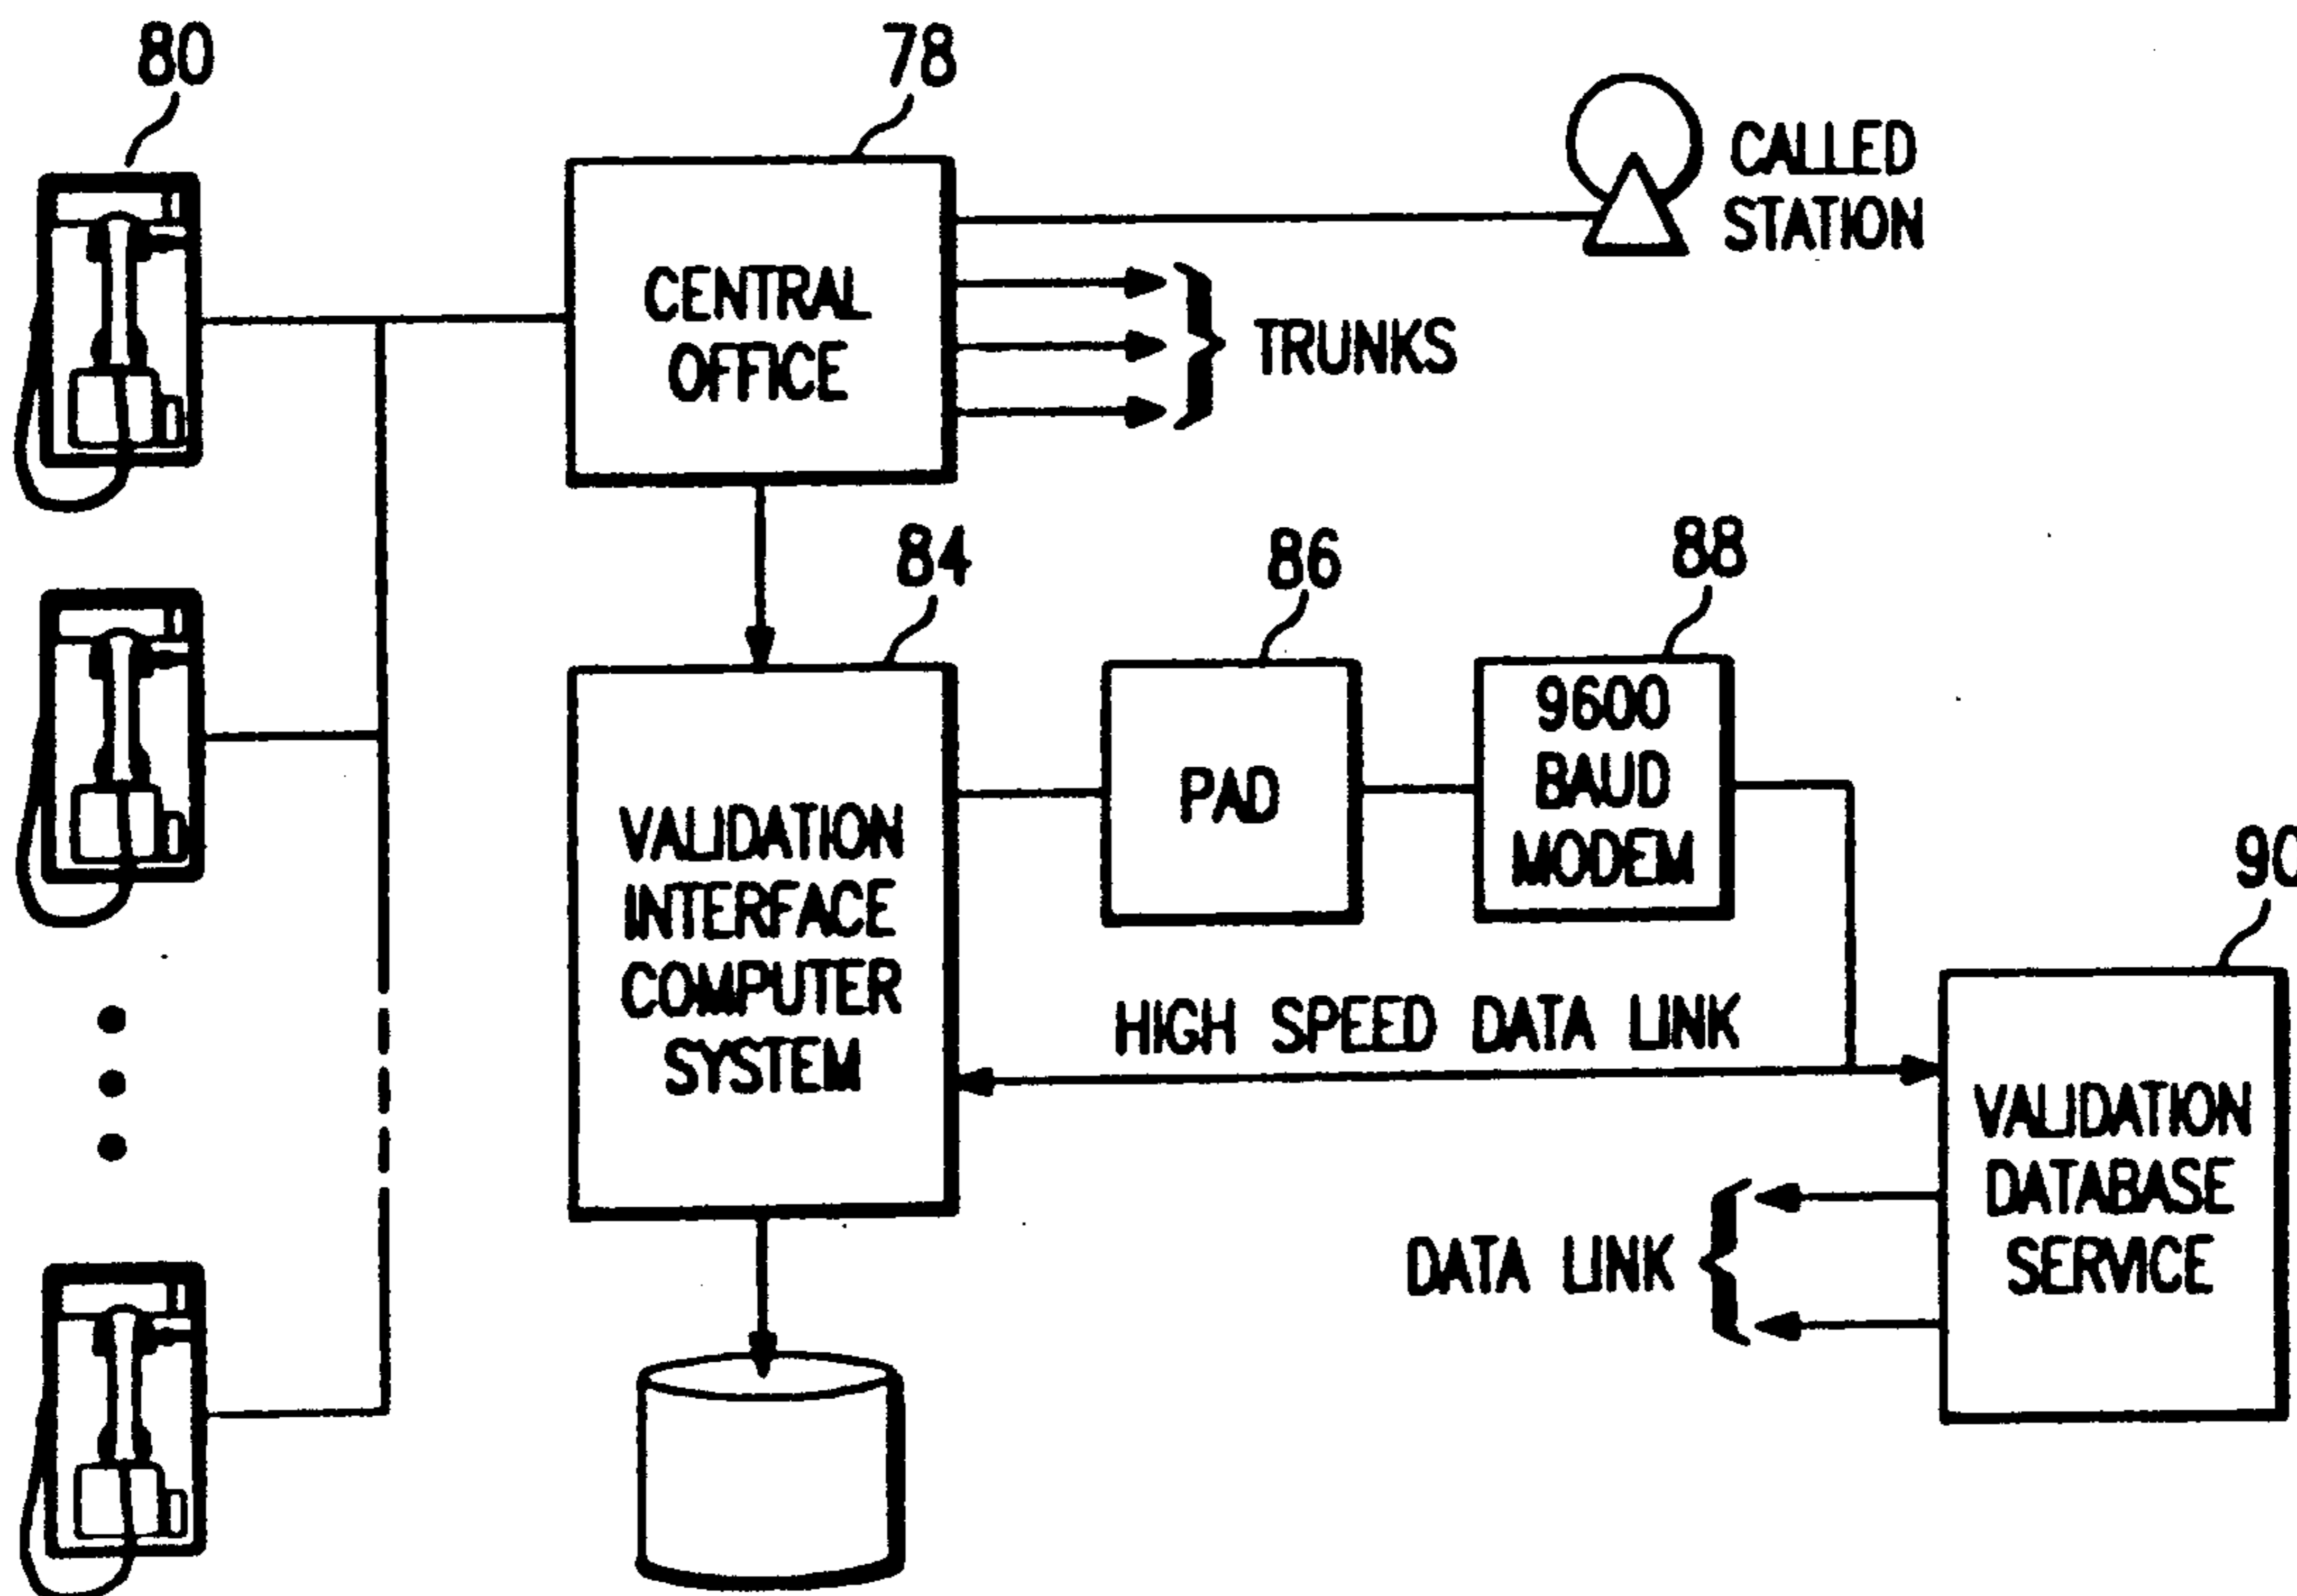 80
78
CALLED
STATION
CENTRAL
OFFICE
TRUNKS
84
86
88
VALIDATION
INTERFACE
COMPUTER
SYSTEM
PAD
9600
BAUD
MODEM
90
HIGH SPEED DATA LINK
VALIDATION
DATABASE
SERVICE
DATA LINK